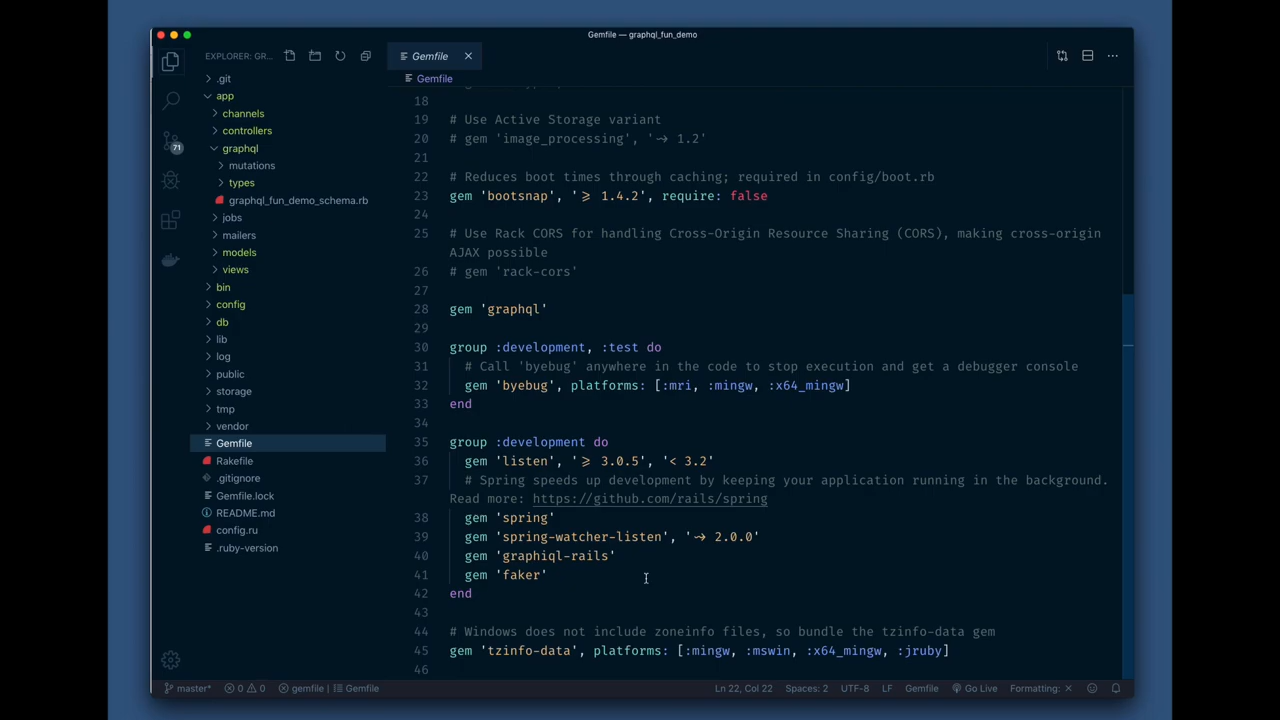 Gemfile — graphql_fun_demo
EXPLORER: GR...
Gemfile
Gemfile
71
.git
app
channels
controllers
graphql
mutations
types
graphql_fun_demo_schema.rb
jobs
mailers
models
views
bin
config
db
lib
log
public
storage
tmp
vendor
Gemfile
Rakefile
.gitignore
Gemfile.lock
README.md
config.ru
.ruby-version
18
19 # Use Active Storage variant
20 # gem 'image_processing', '~> 1.2'
21
22 # Reduces boot times through caching; required in config/boot.rb
23 gem 'bootsnap', '>= 1.4.2', require: false
24
25 # Use Rack CORS for handling Cross-Origin Resource Sharing (CORS), making cross-origin
AJAX possible
26 # gem 'rack-cors'
27
28 gem 'graphql'
29
30 group :development, :test do
31 # Call 'byebug' anywhere in the code to stop execution and get a debugger console
32 gem 'byebug', platforms: [:mri, :mingw, :x64_mingw]
33 end
34
35 group :development do
36 gem 'listen', '>= 3.0.5', '< 3.2'
37 # Spring speeds up development by keeping your application running in the background.
Read more: https://github.com/rails/spring
38 gem 'spring'
39 gem 'spring-watcher-listen', '~> 2.0.0'
40 gem 'graphiql-rails'
41 gem 'faker'
42 end
43
44 # Windows does not include zoneinfo files, so bundle the tzinfo-data gem
45 gem 'tzinfo-data', platforms: [:mingw, :mswin, :x64_mingw, :jruby]
46
master* 0 0 gemfile | Gemfile Ln 22, Col 22 Spaces: 2 UTF-8 LF Gemfile Go Live Formatting: ×